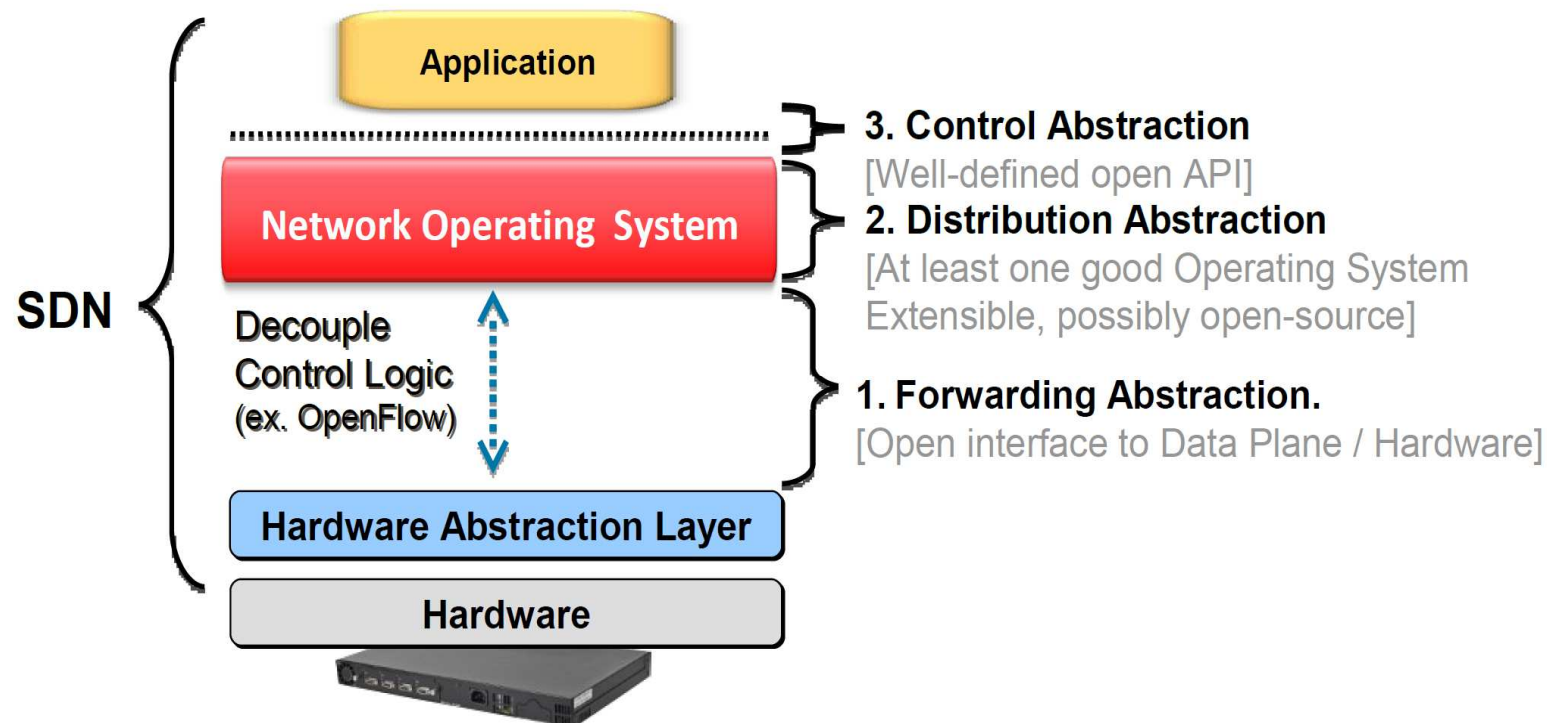 Application
3. Control Abstraction
[Well-defined open API]
Network Operating System
2. Distribution Abstraction
[At least one good Operating System
Extensible, possibly open-source]
SDN
Decouple
Control Logic
(ex. OpenFlow)
1. Forwarding Abstraction.
[Open interface to Data Plane / Hardware]
Hardware Abstraction Layer
Hardware